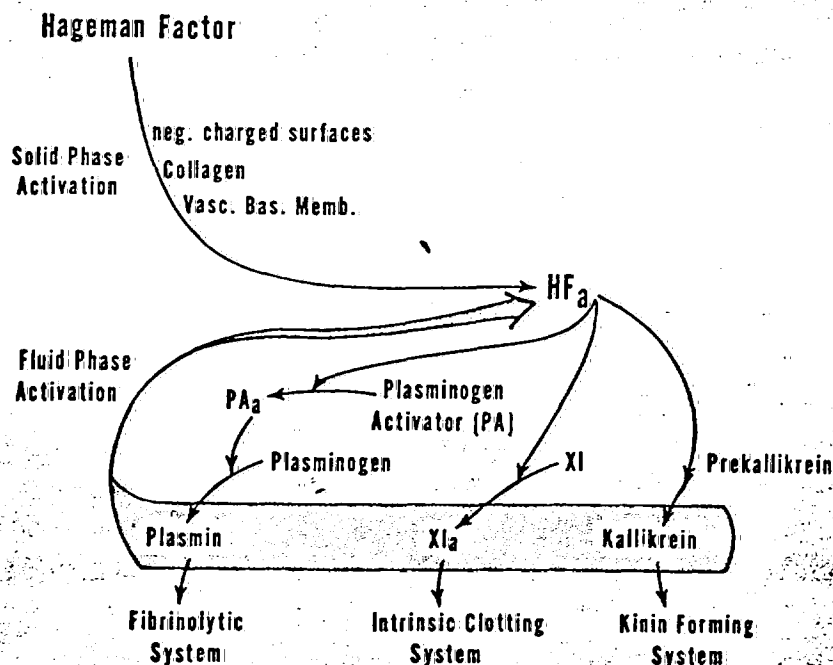 Hageman Factor
neg. charged surfaces
Solid Phase
Activation
Collagen
Vasc. Bas. Memb.
HFa
Fluid Phase
Activation
PAa
Plasminogen
Activator (PA)
Plasminogen
XI
Prekallikrein
Plasmin
XIa
Kallikrein
Fibrinolytic
System
Intrinsic Clotting
System
Kinin Forming
System